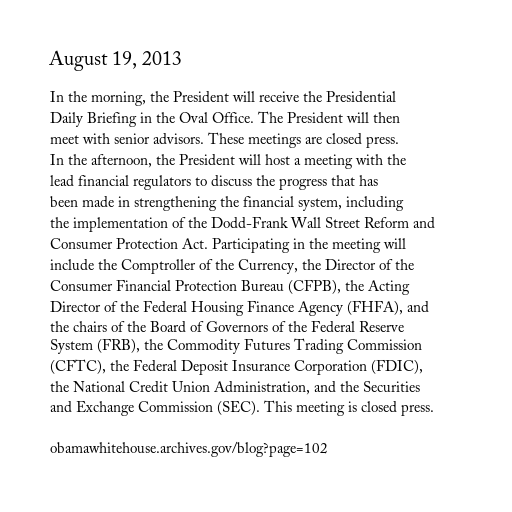 August 19, 2013
In the morning, the President will receive the Presidential
Daily Briefing in the Oval Office. The President will then
meet with senior advisors. These meetings are closed press.
In the afternoon, the President will host a meeting with the
lead financial regulators to discuss the progress that has
been made in strengthening the financial system, including
the implementation of the Dodd-Frank Wall Street Reform and
Consumer Protection Act. Participating in the meeting will
include the Comptroller of the Currency, the Director of the
Consumer Financial Protection Bureau (CFPB), the Acting
Director of the Federal Housing Finance Agency (FHFA), and
the chairs of the Board of Governors of the Federal Reserve
System (FRB), the Commodity Futures Trading Commission
(CFTC), the Federal Deposit Insurance Corporation (FDIC),
the National Credit Union Administration, and the Securities
and Exchange Commission (SEC). This meeting is closed press.
obamawhitehouse.archives.gov/blog?page=102